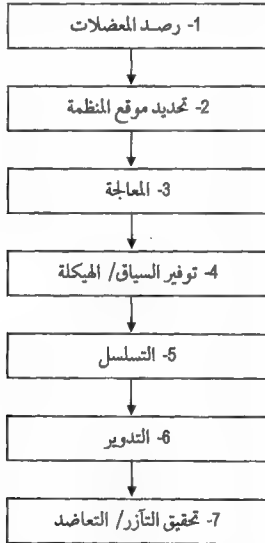 1- رصد المعضلات
2- تحديد موقع المنظمة
3- المعالجة
4- توفير السياق/ الهيكلة
5- التسلسل
6- التدوير
7- تحقيق التآزر/ التعاضد